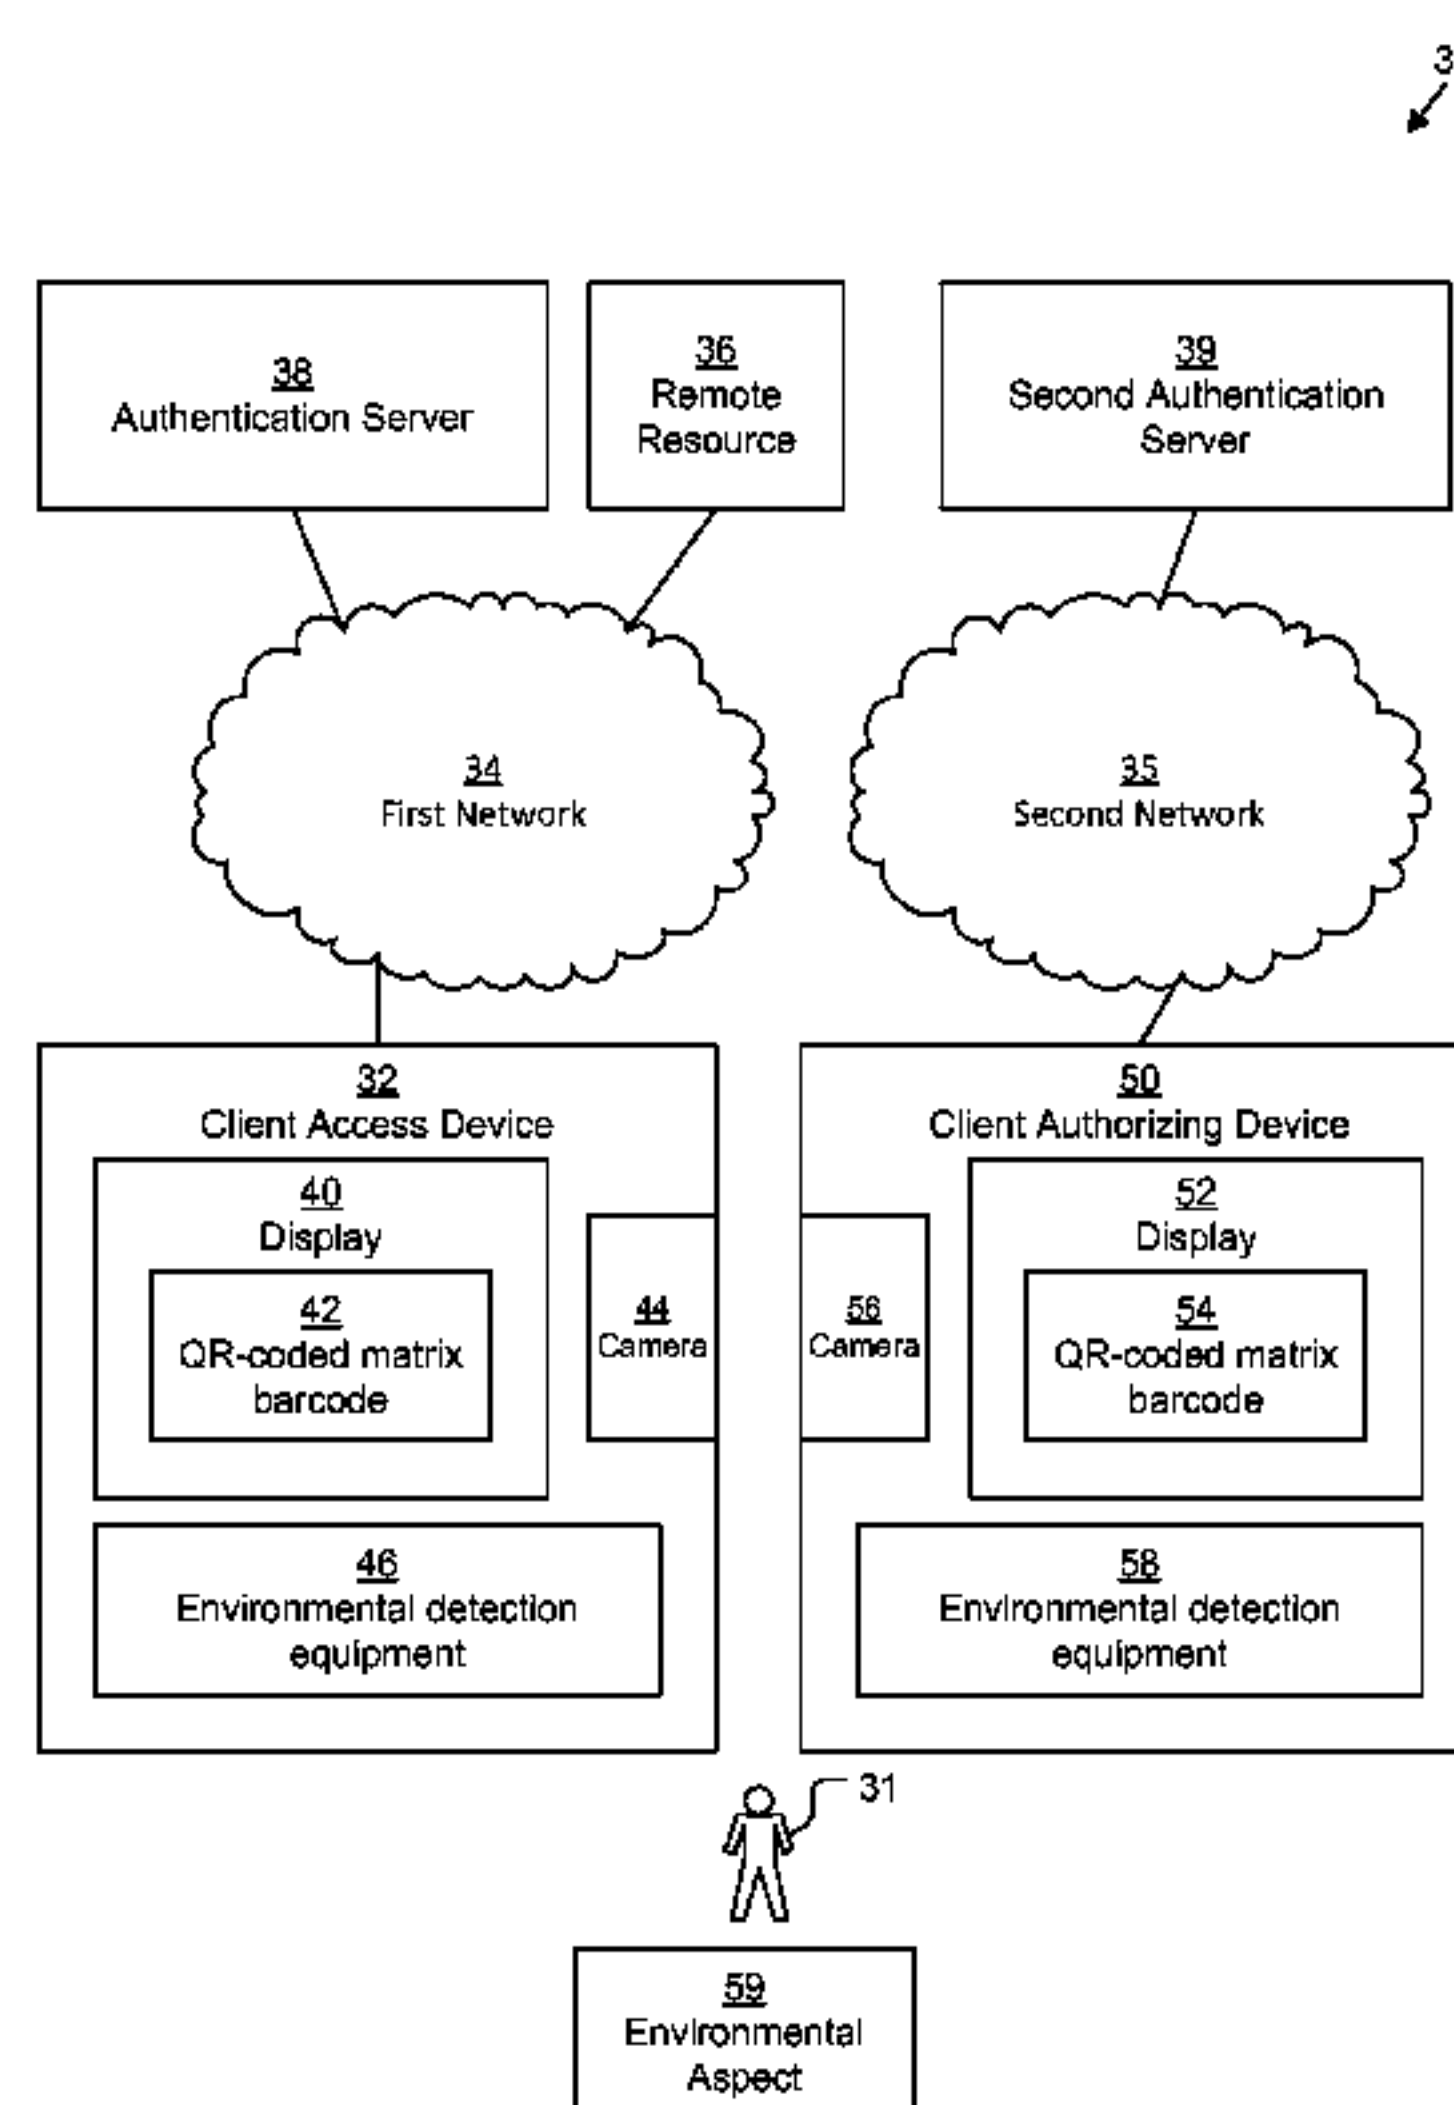 3
38
Authentication Server
36
Remote
Resource
39
Second Authentication
Server
34
First Network
35
Second Network
32
Client Access Device
40
Display
42
QR-coded matrix
barcode
44
Camera
46
Environmental detection
equipment
50
Client Authorizing Device
52
Display
54
QR-coded matrix
barcode
56
Camera
58
Environmental detection
equipment
31
59
Environmental
Aspect